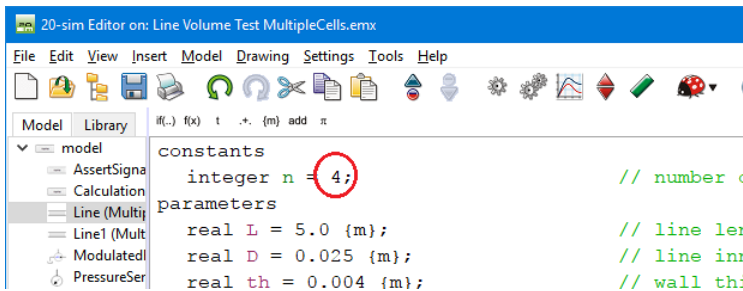 20-sim Editor on: Line Volume Test MultipleCells.emx
File Edit View Insert Model Drawing Settings Tools Help
Model Library if(..) f(x) t .+. {m} add π
model
AssertSigna
Calculation
Line (Multip
Line1 (Mult
Modulatedl
PressureSer
constants
integer n = 4; // number
parameters
real L = 5.0 {m}; // line ler
real D = 0.025 {m}; // line inr
real th = 0.004 {m}; // wall thi